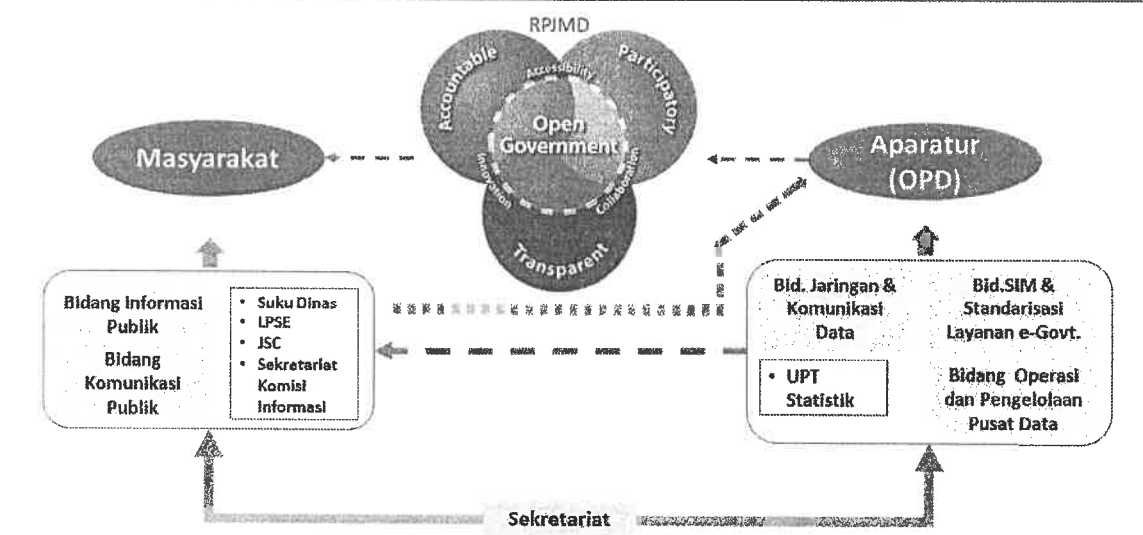 RPJMD
Accountable
Participatory
Accessibility
Open
Government
Innovation
Collaboration
Transparent
Masyarakat
Aparatur
(OPD)
Bidang Informasi
Publik
Bidang
Komunikasi
Publik
• Suku Dinas
• LPSE
• JSC
• Sekretariat
Komisi
Informasi
Bid. Jaringan &
Komunikasi
Data
• UPT
Statistik
Bid.SIM &
Standarisasi
Layanan e-Govt.
Bidang Operasi
dan Pengelolaan
Pusat Data
Sekretariat